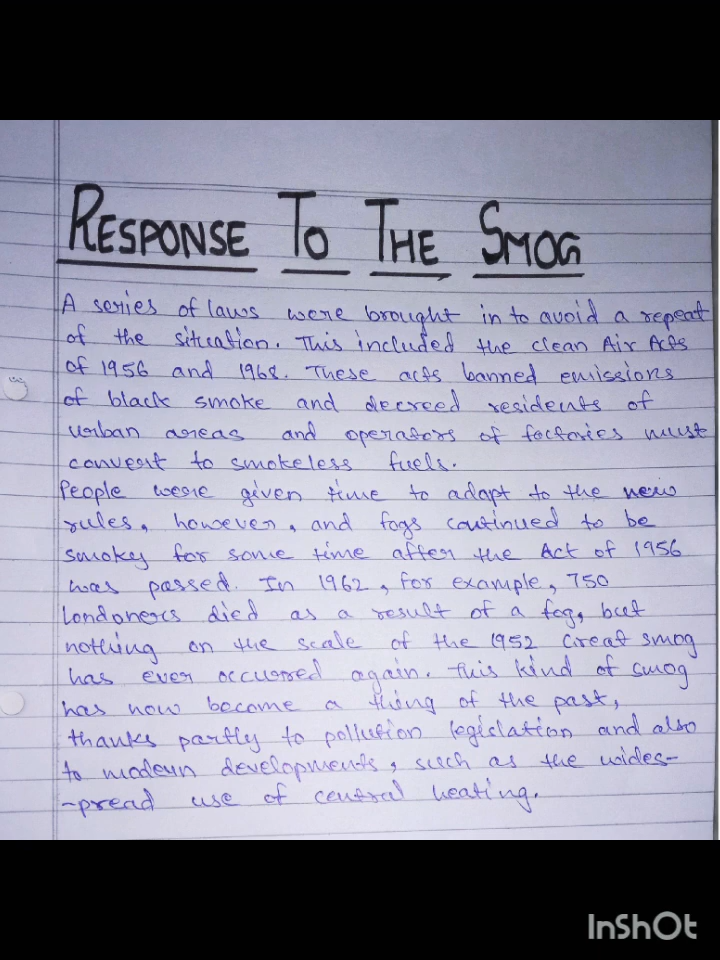 RESPONSE TO THE SMOG
A series of laws were brought in to avoid a repeat
of the situation. This included the clean Air Acts
of 1956 and 1968. These acts banned emissions
of black smoke and decreed residents of
urban areas and operators of factories must
convert to smokeless fuels.
People were given time to adapt to the new
rules, however, and fogs continued to be
smoky for some time after the Act of 1956
was passed. In 1962, for example, 750
Londoners died as a result of a fog, but
nothing on the scale of the 1952 Great Smog
has ever occurred again. This kind of smog
has now become a thing of the past,
thanks partly to pollution legislation and also
to modern developments, such as the wides-
-pread use of central heating.
InShOt